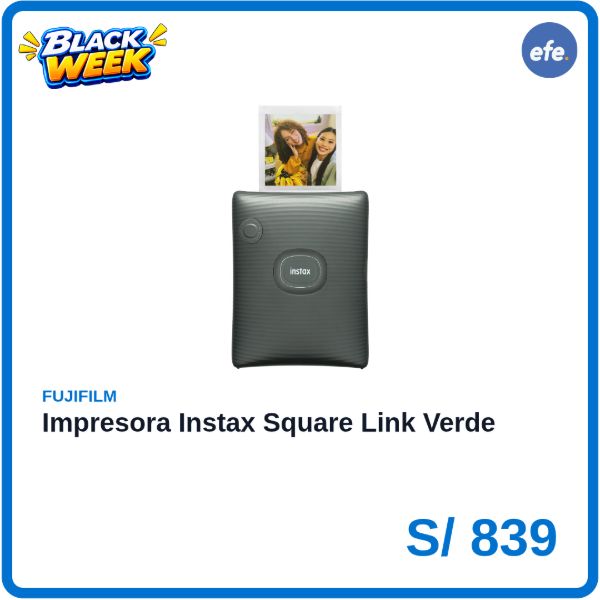 BLACK
WEEK
efe.
instax
FUJIFILM
Impresora Instax Square Link Verde
S/ 839